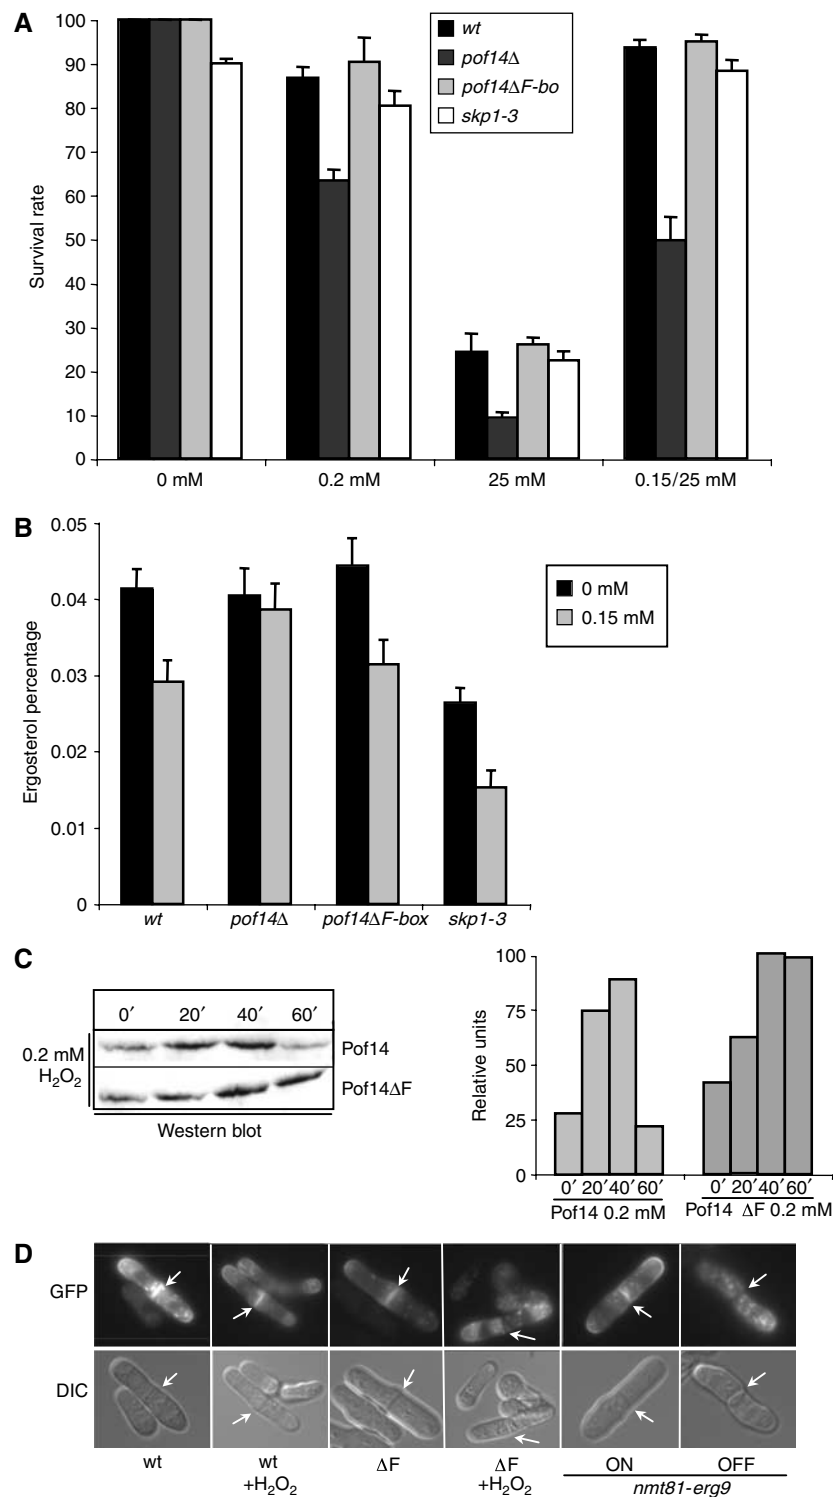 A
Survival rate
100
90
80
70
60
50
40
30
20
10
0
wt
pof14Δ
pof14ΔF-bo
skp1-3
0 mM
0.2 mM
25 mM
0.15/25 mM
B
Ergosterol percentage
0.05
0.04
0.03
0.02
0.01
0
0 mM
0.15 mM
wt
pof14Δ
pof14ΔF-box
skp1-3
C
0′ 20′ 40′ 60′
0.2 mM
H₂O₂
Pof14
Pof14ΔF
Western blot
Relative units
100
75
50
25
0
0′ 20′ 40′ 60′ 0′ 20′ 40′ 60′
Pof14 0.2 mM Pof14 ΔF 0.2 mM
D
GFP
DIC
wt
wt
+H₂O₂
ΔF
ΔF
+H₂O₂
ON
OFF
nmt81-erg9